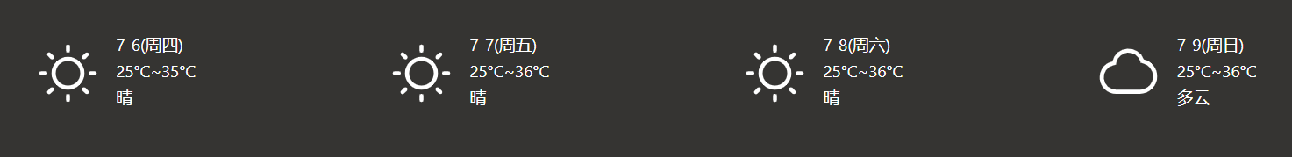 7 6(周四)
25°C~35°C
晴
7 7(周五)
25°C~36°C
晴
7 8(周六)
25°C~36°C
晴
7 9(周日)
25°C~36°C
多云